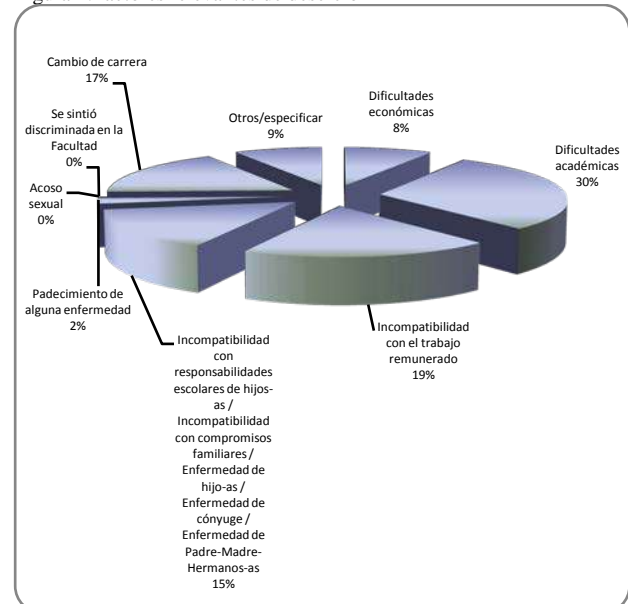 Cambio de carrera
17%
Se sintió
discriminada en la
Facultad
0%
Acoso
sexual
0%
Padecimiento de
alguna enfermedad
2%
Otros/especificar
9%
Dificultades
económicas
8%
Dificultades
académicas
30%
Incompatibilidad
con el trabajo
remunerado
19%
Incompatibilidad
con
responsabilidades
escolares de hijos-
as /
Incompatibilidad
con compromisos
familiares /
Enfermedad de
hijo-as /
Enfermedad de
cónyuge /
Enfermedad de
Padre-Madre-
Hermanos-as
15%